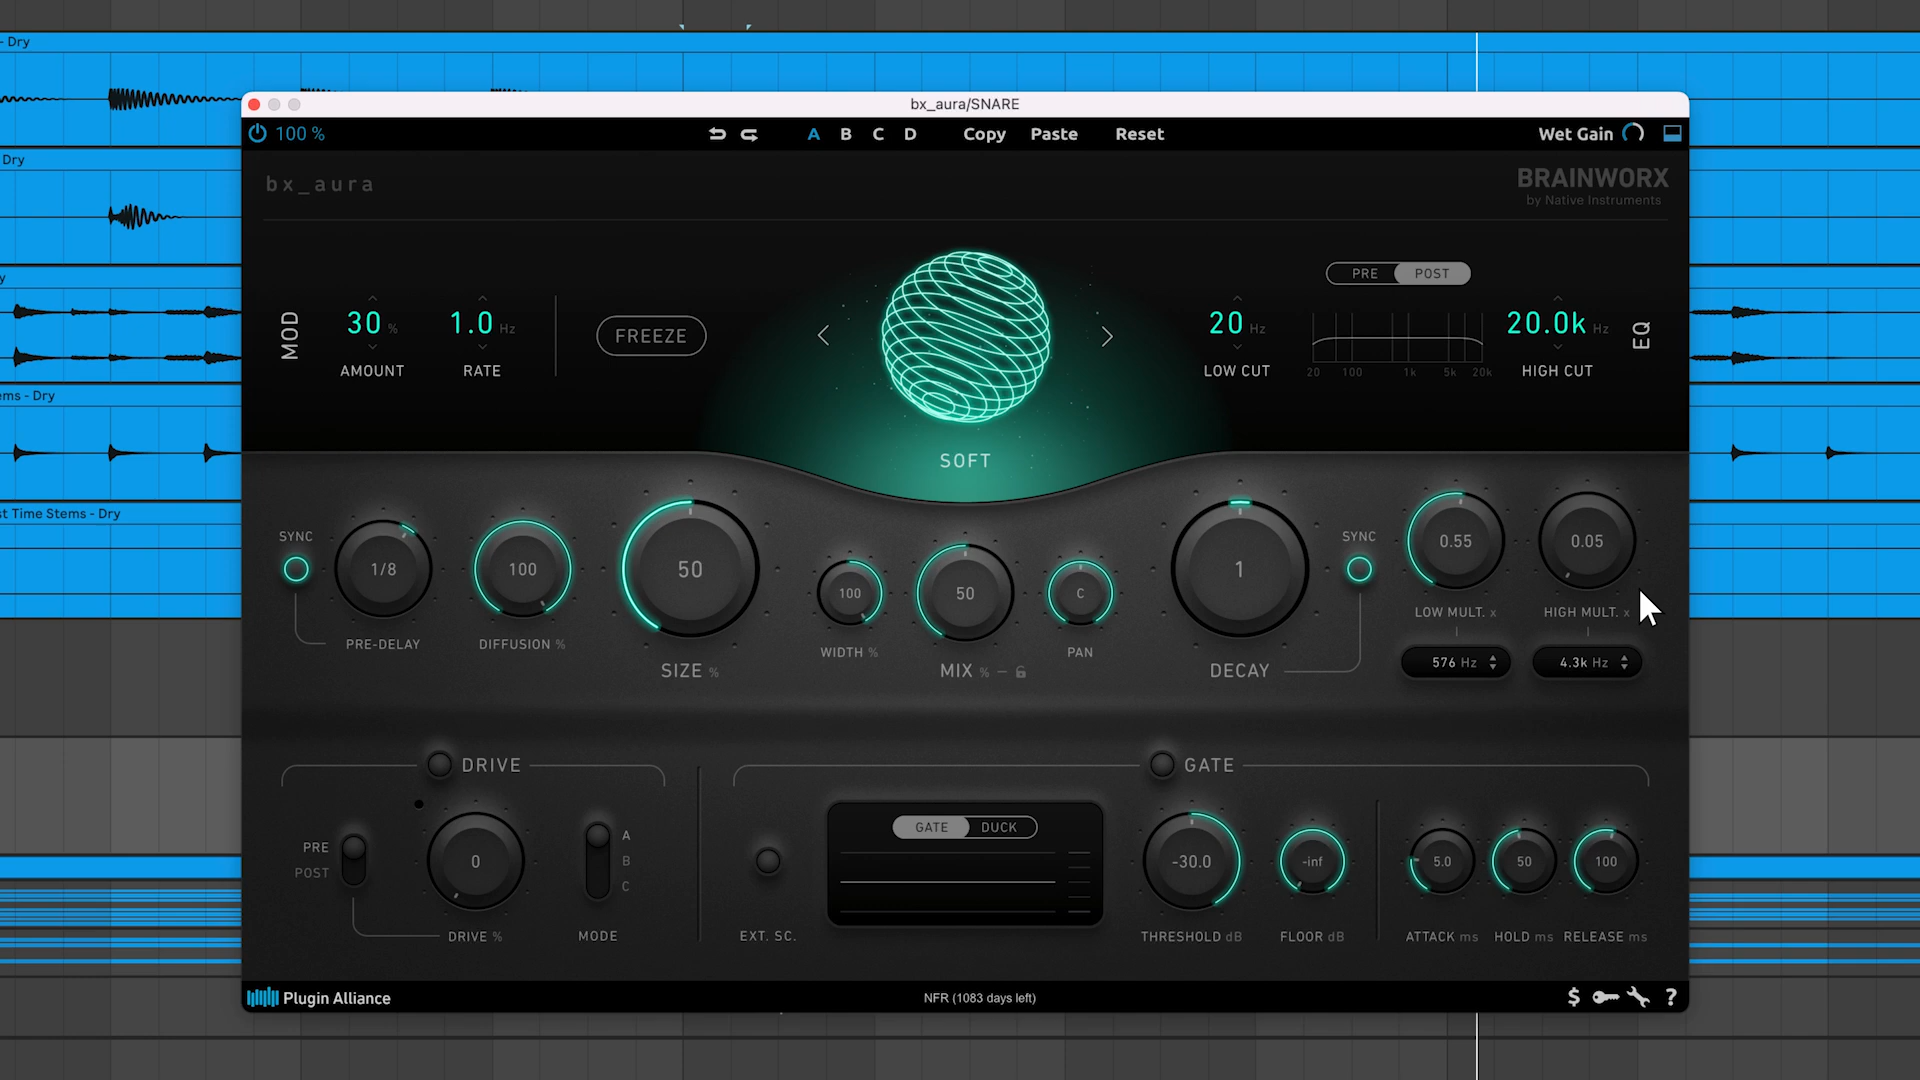 - Dry
bx_aura/SNARE
100 %
A B C D Copy Paste Reset
Wet Gain
Dry
bx_aura
BRAINWORX
by Native Instruments
PRE POST
MOD
30 %
AMOUNT
1.0 Hz
RATE
FREEZE
20 Hz
LOW CUT
20 100 1k 5k 20k
20.0k Hz
HIGH CUT
EQ
y
ems - Dry
SOFT
st Time Stems - Dry
SYNC
1/8
PRE-DELAY
100
DIFFUSION %
50
SIZE %
100
WIDTH %
50
MIX %
C
PAN
1
DECAY
SYNC
0.55
LOW MULT. x
576 Hz
0.05
HIGH MULT. x
4.3k Hz
DRIVE
PRE
POST
0
DRIVE %
A
B
C
MODE
GATE
EXT. SC.
GATE DUCK
-30.0
THRESHOLD dB
-inf
FLOOR dB
5.0
ATTACK ms
50
HOLD ms
100
RELEASE ms
Plugin Alliance
NFR (1083 days left)
$ ?